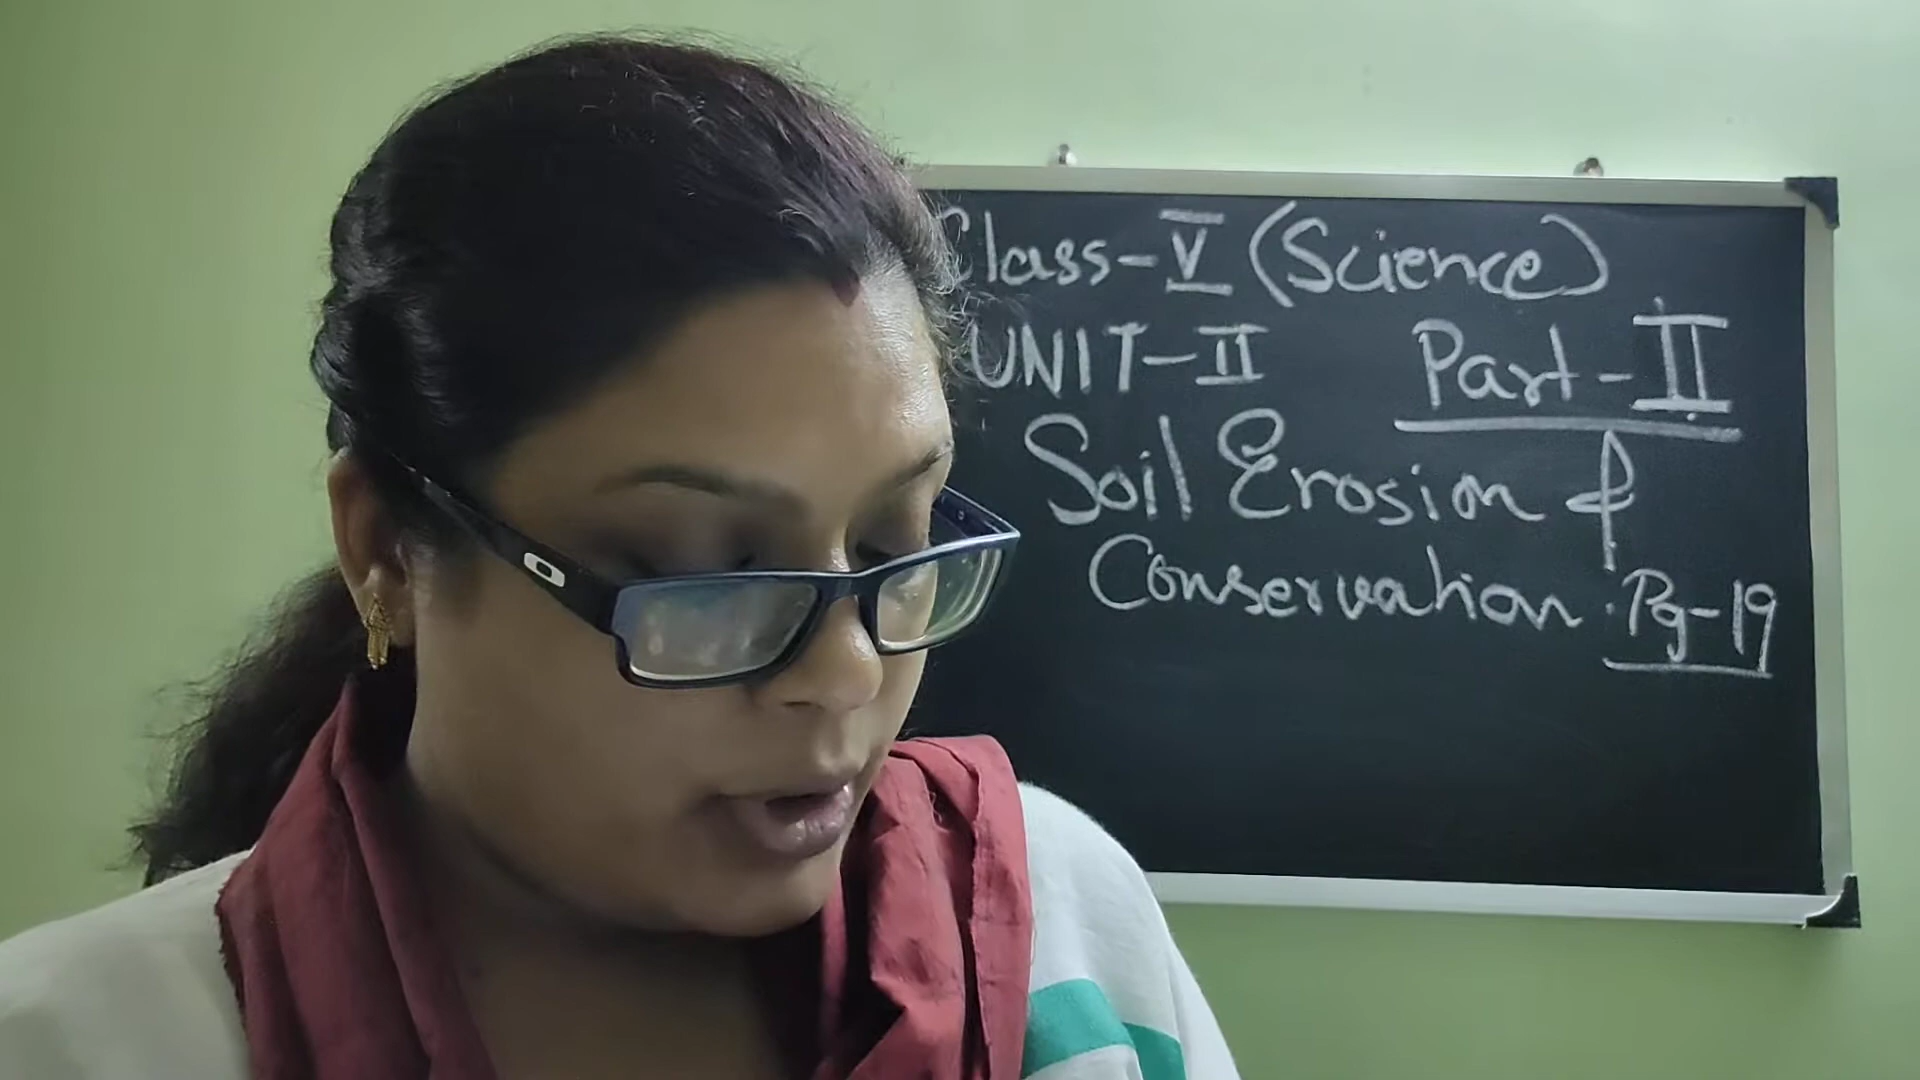 Class-V (Science)
UNIT-II Part-II
Soil Erosion &
Conservation. Pg-19